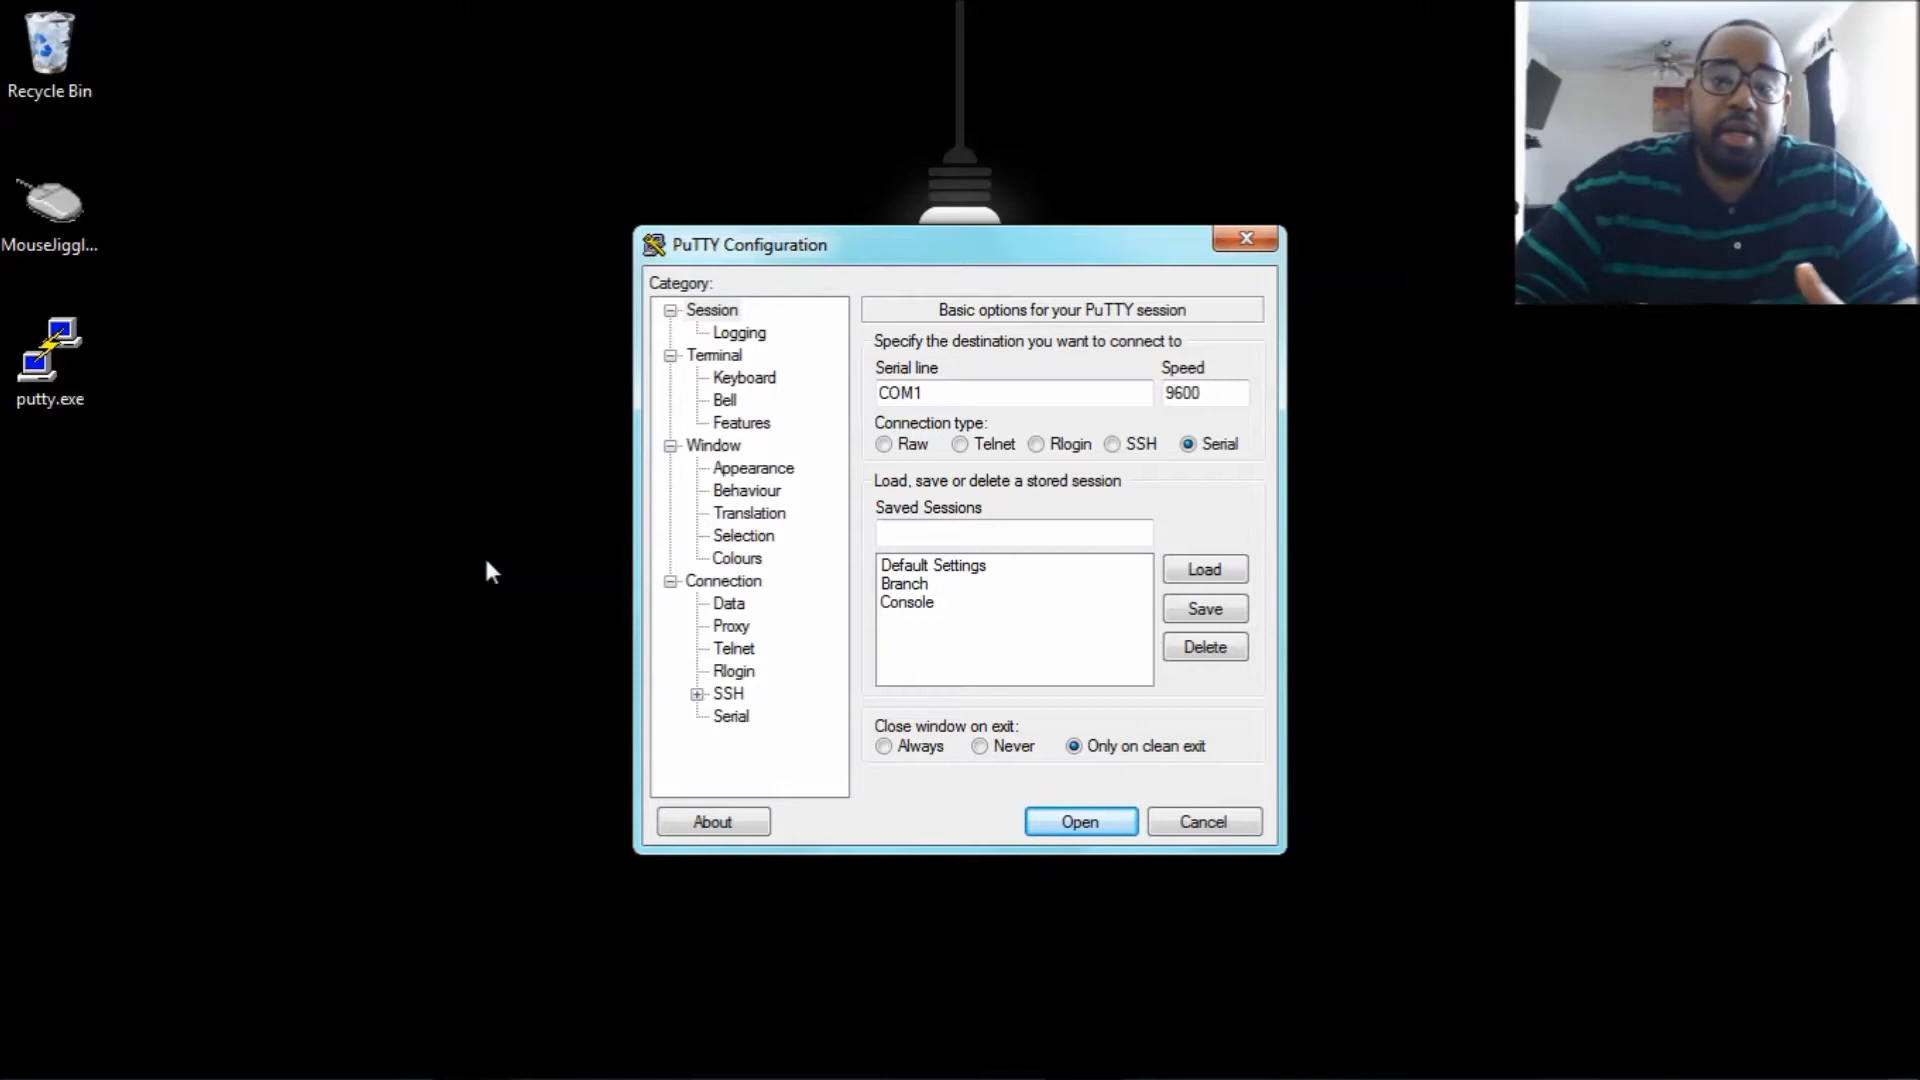 Recycle Bin
MouseJiggl...
putty.exe
PuTTY Configuration
Category:
Session
Logging
Terminal
Keyboard
Bell
Features
Window
Appearance
Behaviour
Translation
Selection
Colours
Connection
Data
Proxy
Telnet
Rlogin
SSH
Serial
Basic options for your PuTTY session
Specify the destination you want to connect to
Serial line Speed
COM1 9600
Connection type:
Raw Telnet Rlogin SSH Serial
Load, save or delete a stored session
Saved Sessions
Default Settings
Branch
Console
Load
Save
Delete
Close window on exit:
Always Never Only on clean exit
About Open Cancel